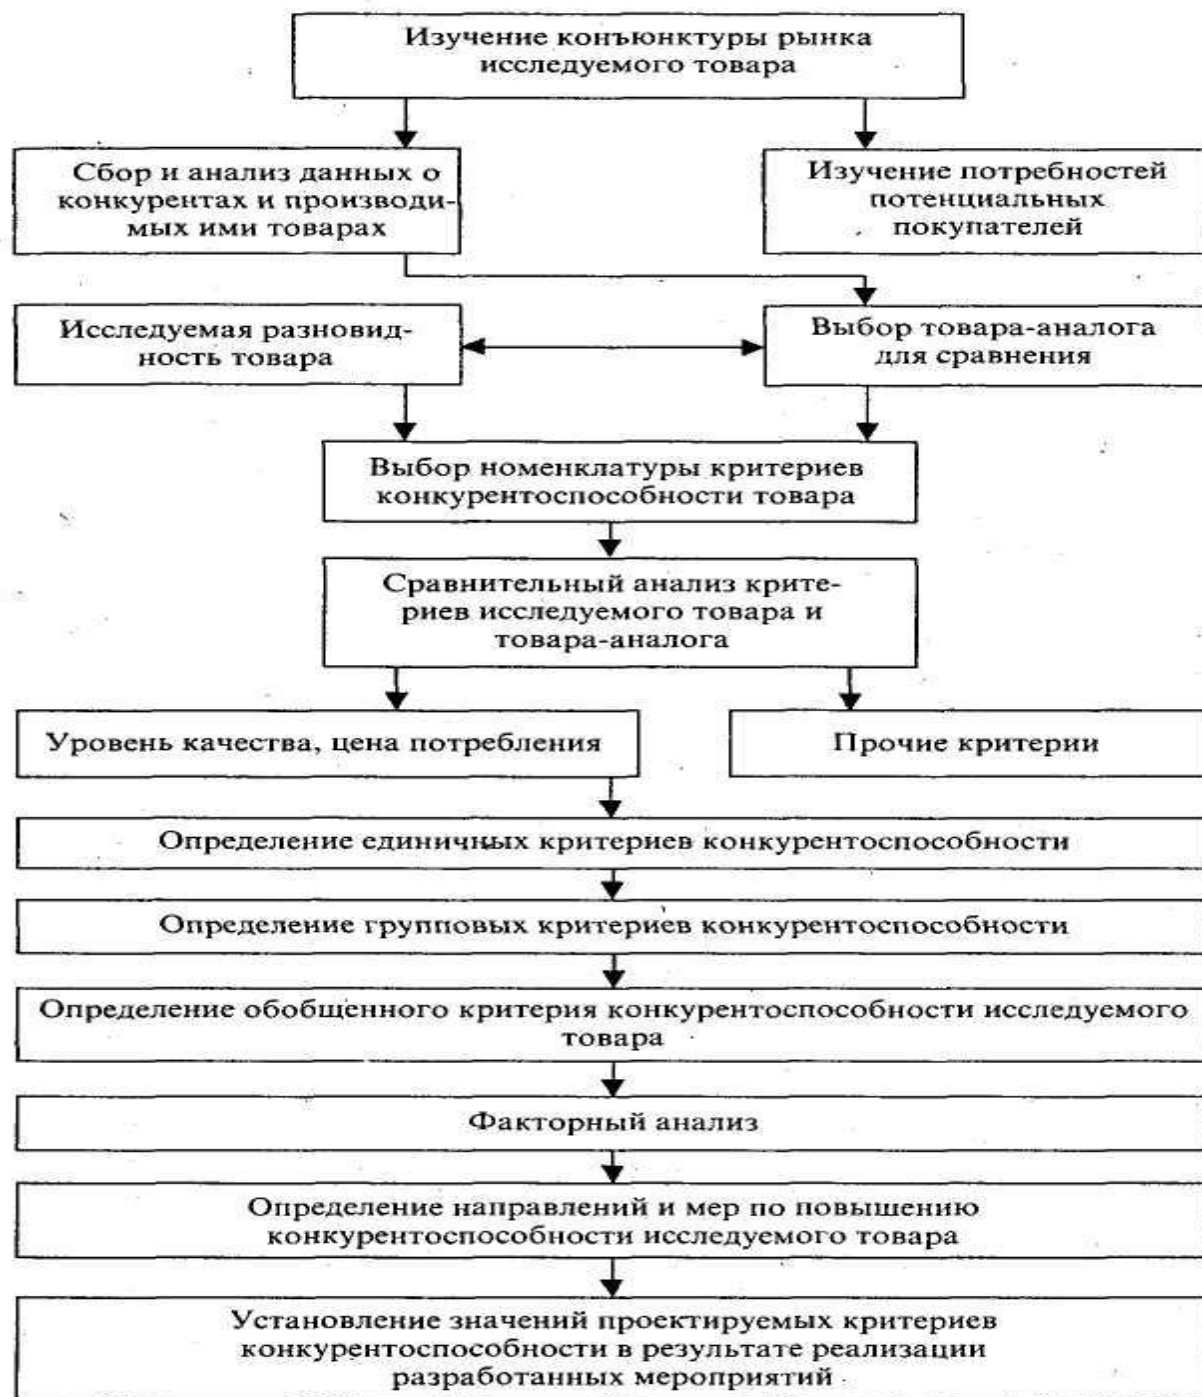 Изучение конъюнктуры рынка
исследуемого товара
Сбор и анализ данных о
конкурентах и производи-
мых ими товарах
Изучение потребностей
потенциальных
покупателей
Исследуемая разновид-
ность товара
Выбор товара-аналога
для сравнения
Выбор номенклатуры критериев
конкурентоспособности товара
Сравнительный анализ крите-
риев исследуемого товара и
товара-аналога
Уровень качества, цена потребления
Прочие критерии
Определение единичных критериев конкурентоспособности
Определение групповых критериев конкурентоспособности
Определение обобщенного критерия конкурентоспособности исследуемого
товара
Факторный анализ
Определение направлений и мер по повышению
конкурентоспособности исследуемого товара
Установление значений проектируемых критериев
конкурентоспособности в результате реализации
разработанных мероприятий